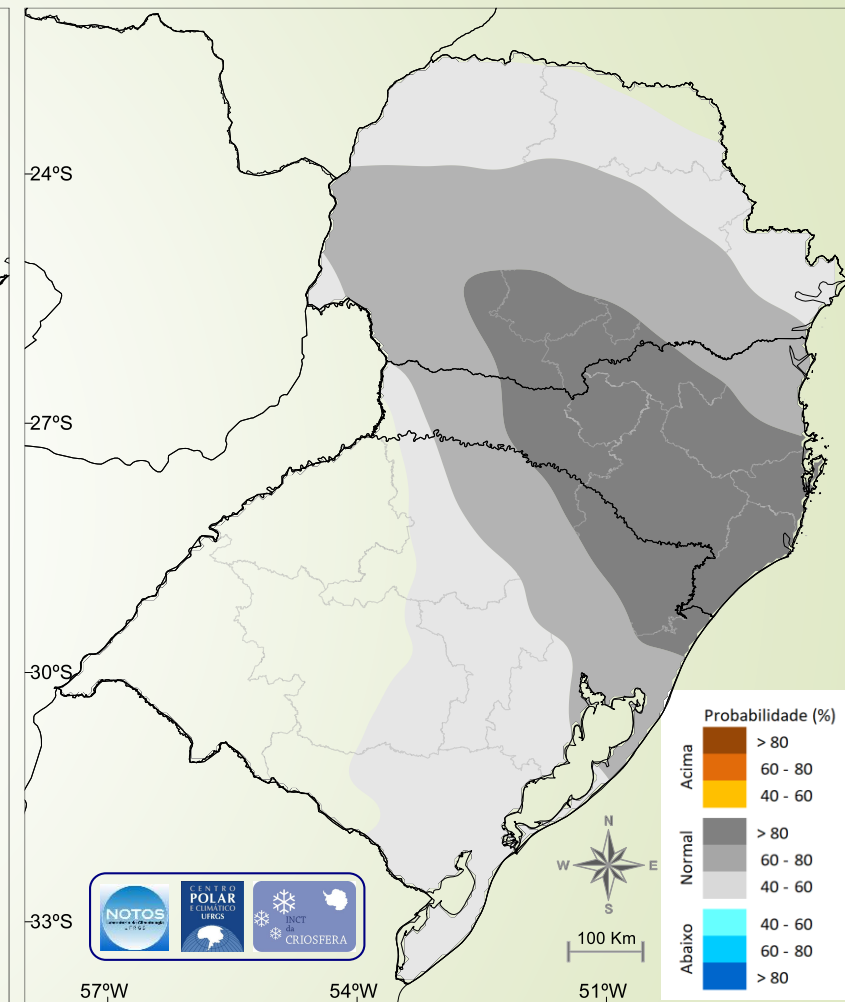 24ºS
27ºS
30ºS
33ºS
57ºW
54ºW
51ºW
N
W
E
S
100 Km
NOTOS
UFRGS
CENTRO
POLAR
E CLIMÁTICO
UFRGS
INCT
da
CRIOSFERA
Probabilidade (%)
Acima
> 80
60 - 80
40 - 60
Normal
> 80
60 - 80
40 - 60
Abaixo
40 - 60
60 - 80
> 80